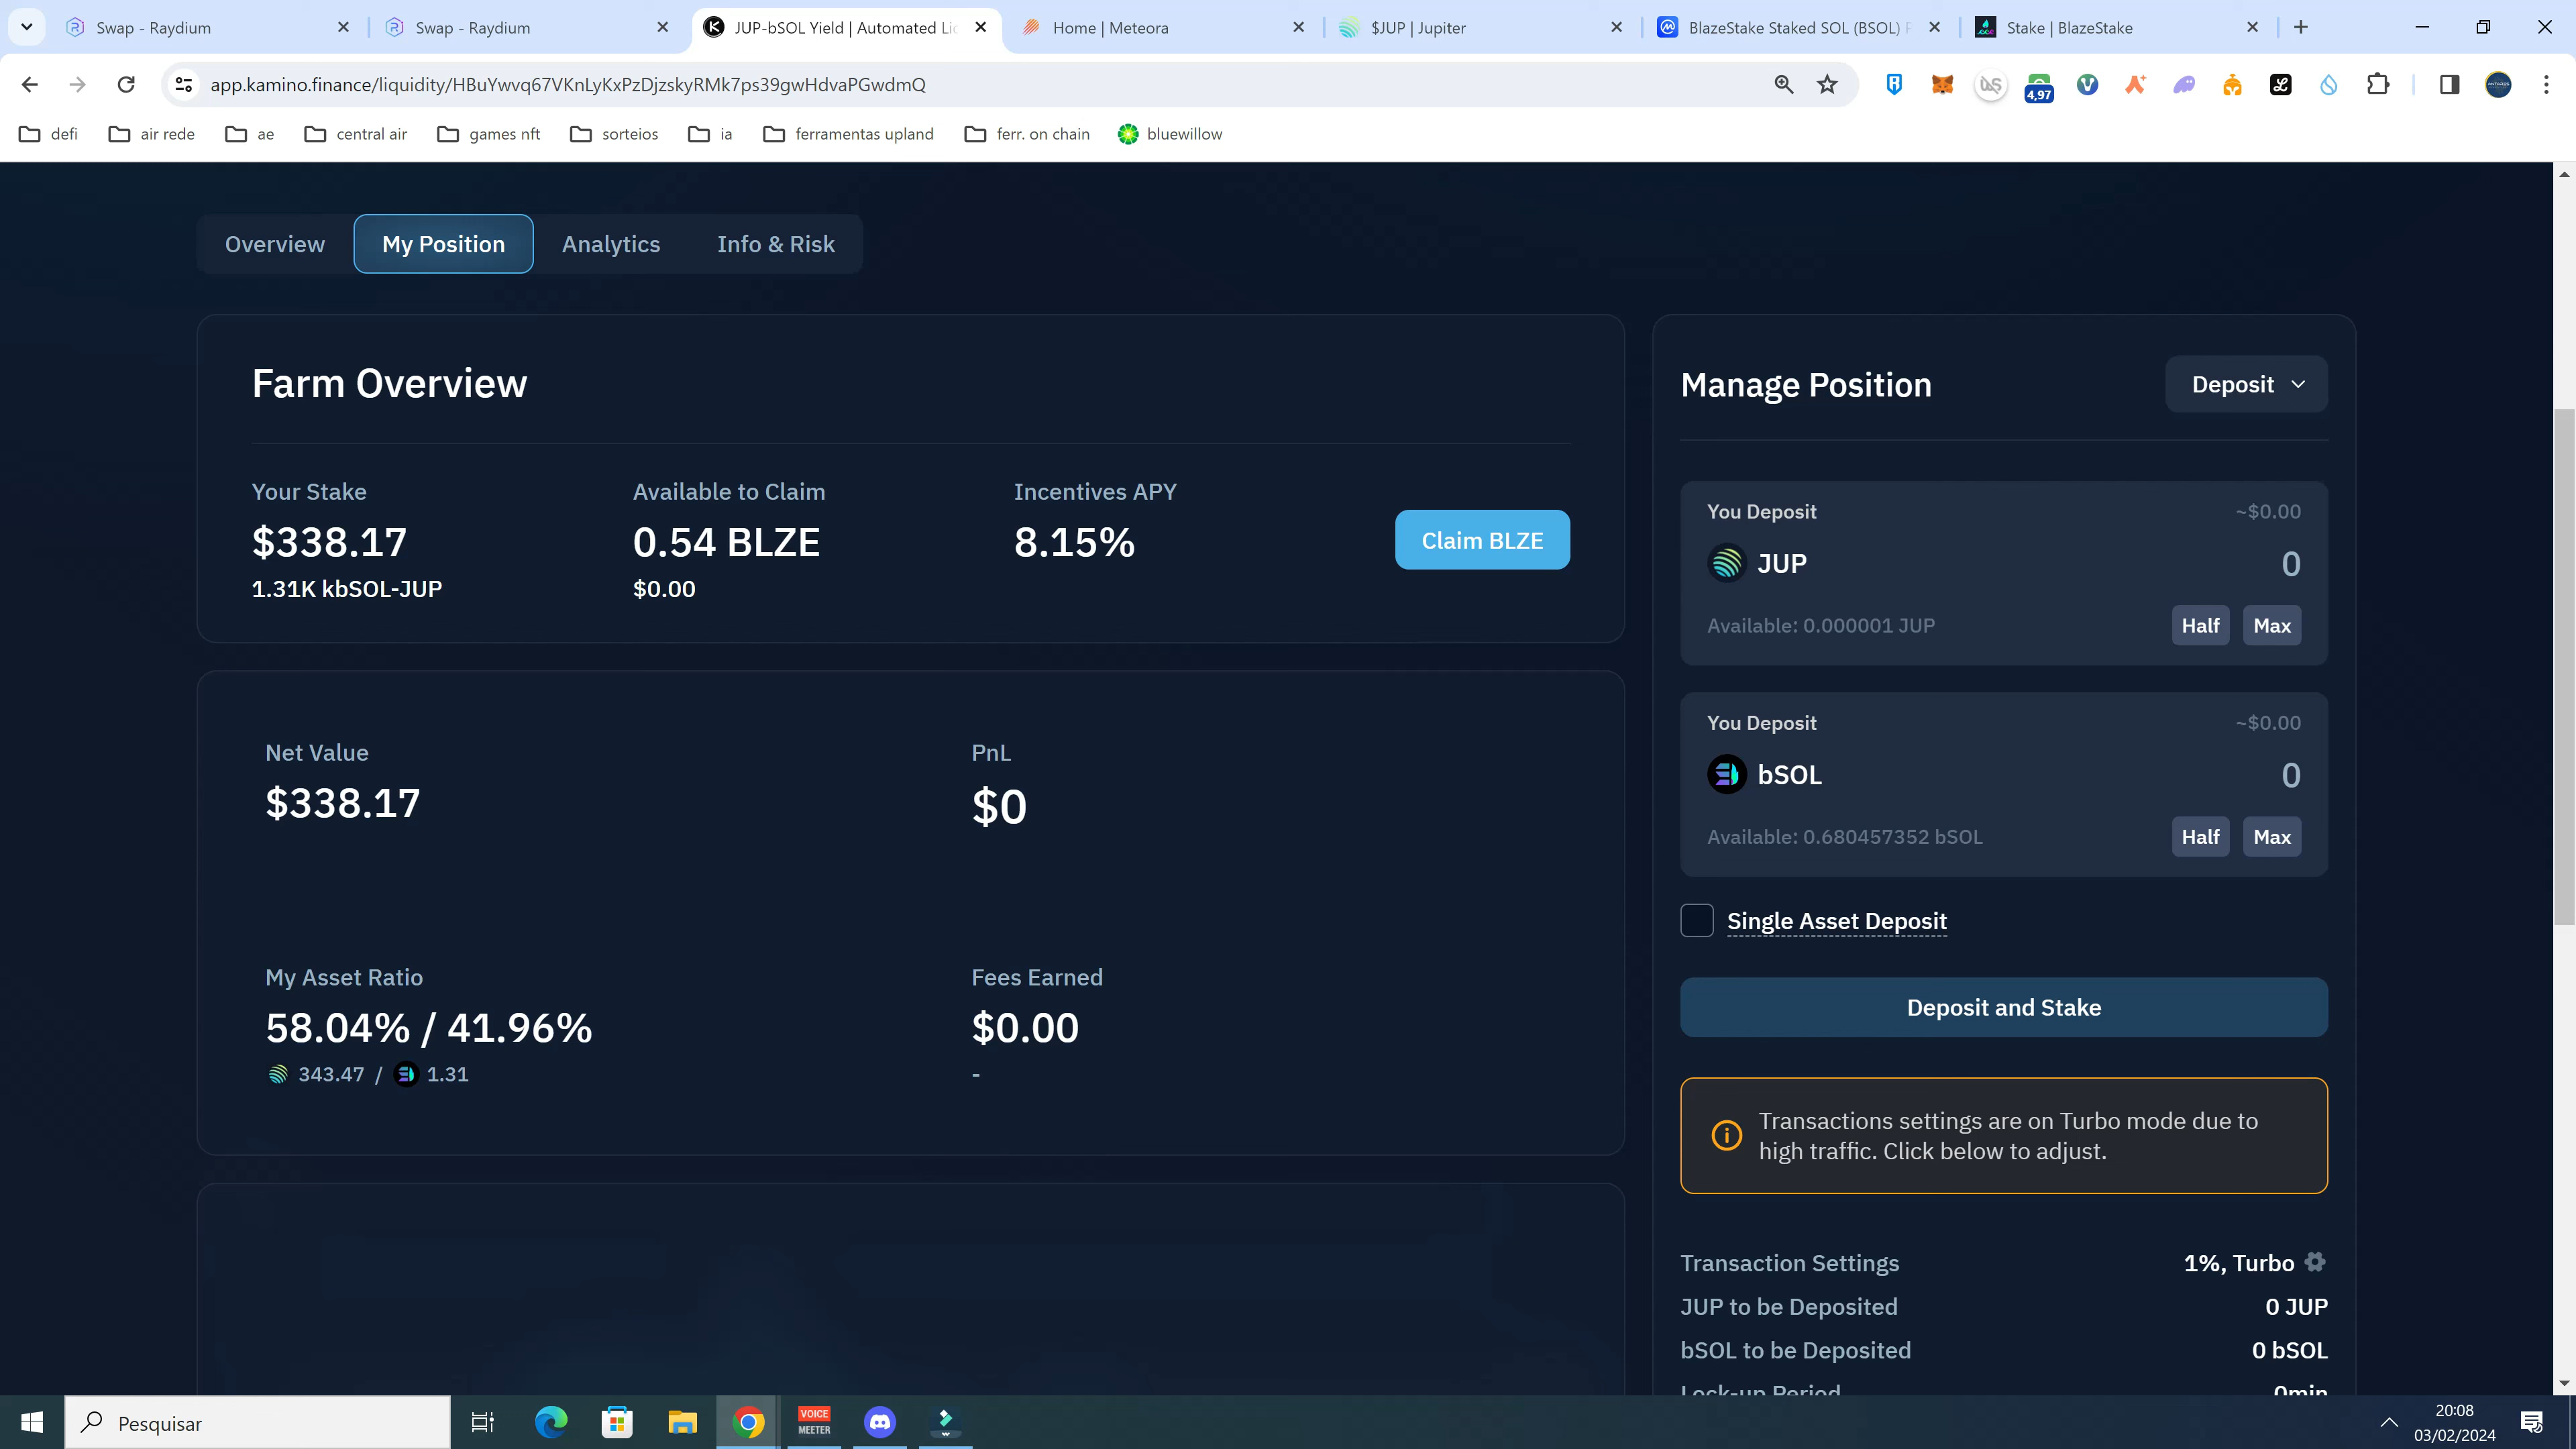 Swap - Raydium
Swap - Raydium
JUP-bSOL Yield | Automated Lic
Home | Meteora
$JUP | Jupiter
BlazeStake Staked SOL (BSOL) P
Stake | BlazeStake
app.kamino.finance/liquidity/HBuYwvq67VKnLyKxPzDjzskyRMk7ps39gwHdvaPGwdmQ
4,97
defi
air rede
ae
central air
games nft
sorteios
ia
ferramentas upland
ferr. on chain
bluewillow
Overview
My Position
Analytics
Info & Risk
Farm Overview
Your Stake
$338.17
1.31K kbSOL-JUP
Available to Claim
0.54 BLZE
$0.00
Incentives APY
8.15%
Claim BLZE
Net Value
$338.17
PnL
$0
My Asset Ratio
58.04% / 41.96%
343.47 / 1.31
Fees Earned
$0.00
-
Manage Position
Deposit
You Deposit
~$0.00
JUP
0
Available: 0.000001 JUP
Half
Max
You Deposit
~$0.00
bSOL
0
Available: 0.680457352 bSOL
Half
Max
Single Asset Deposit
Deposit and Stake
Transactions settings are on Turbo mode due to
high traffic. Click below to adjust.
Transaction Settings
1%, Turbo
JUP to be Deposited
0 JUP
bSOL to be Deposited
0 bSOL
Lock-up Period
0min
Pesquisar
VOICE
MEETER
20:08
03/02/2024